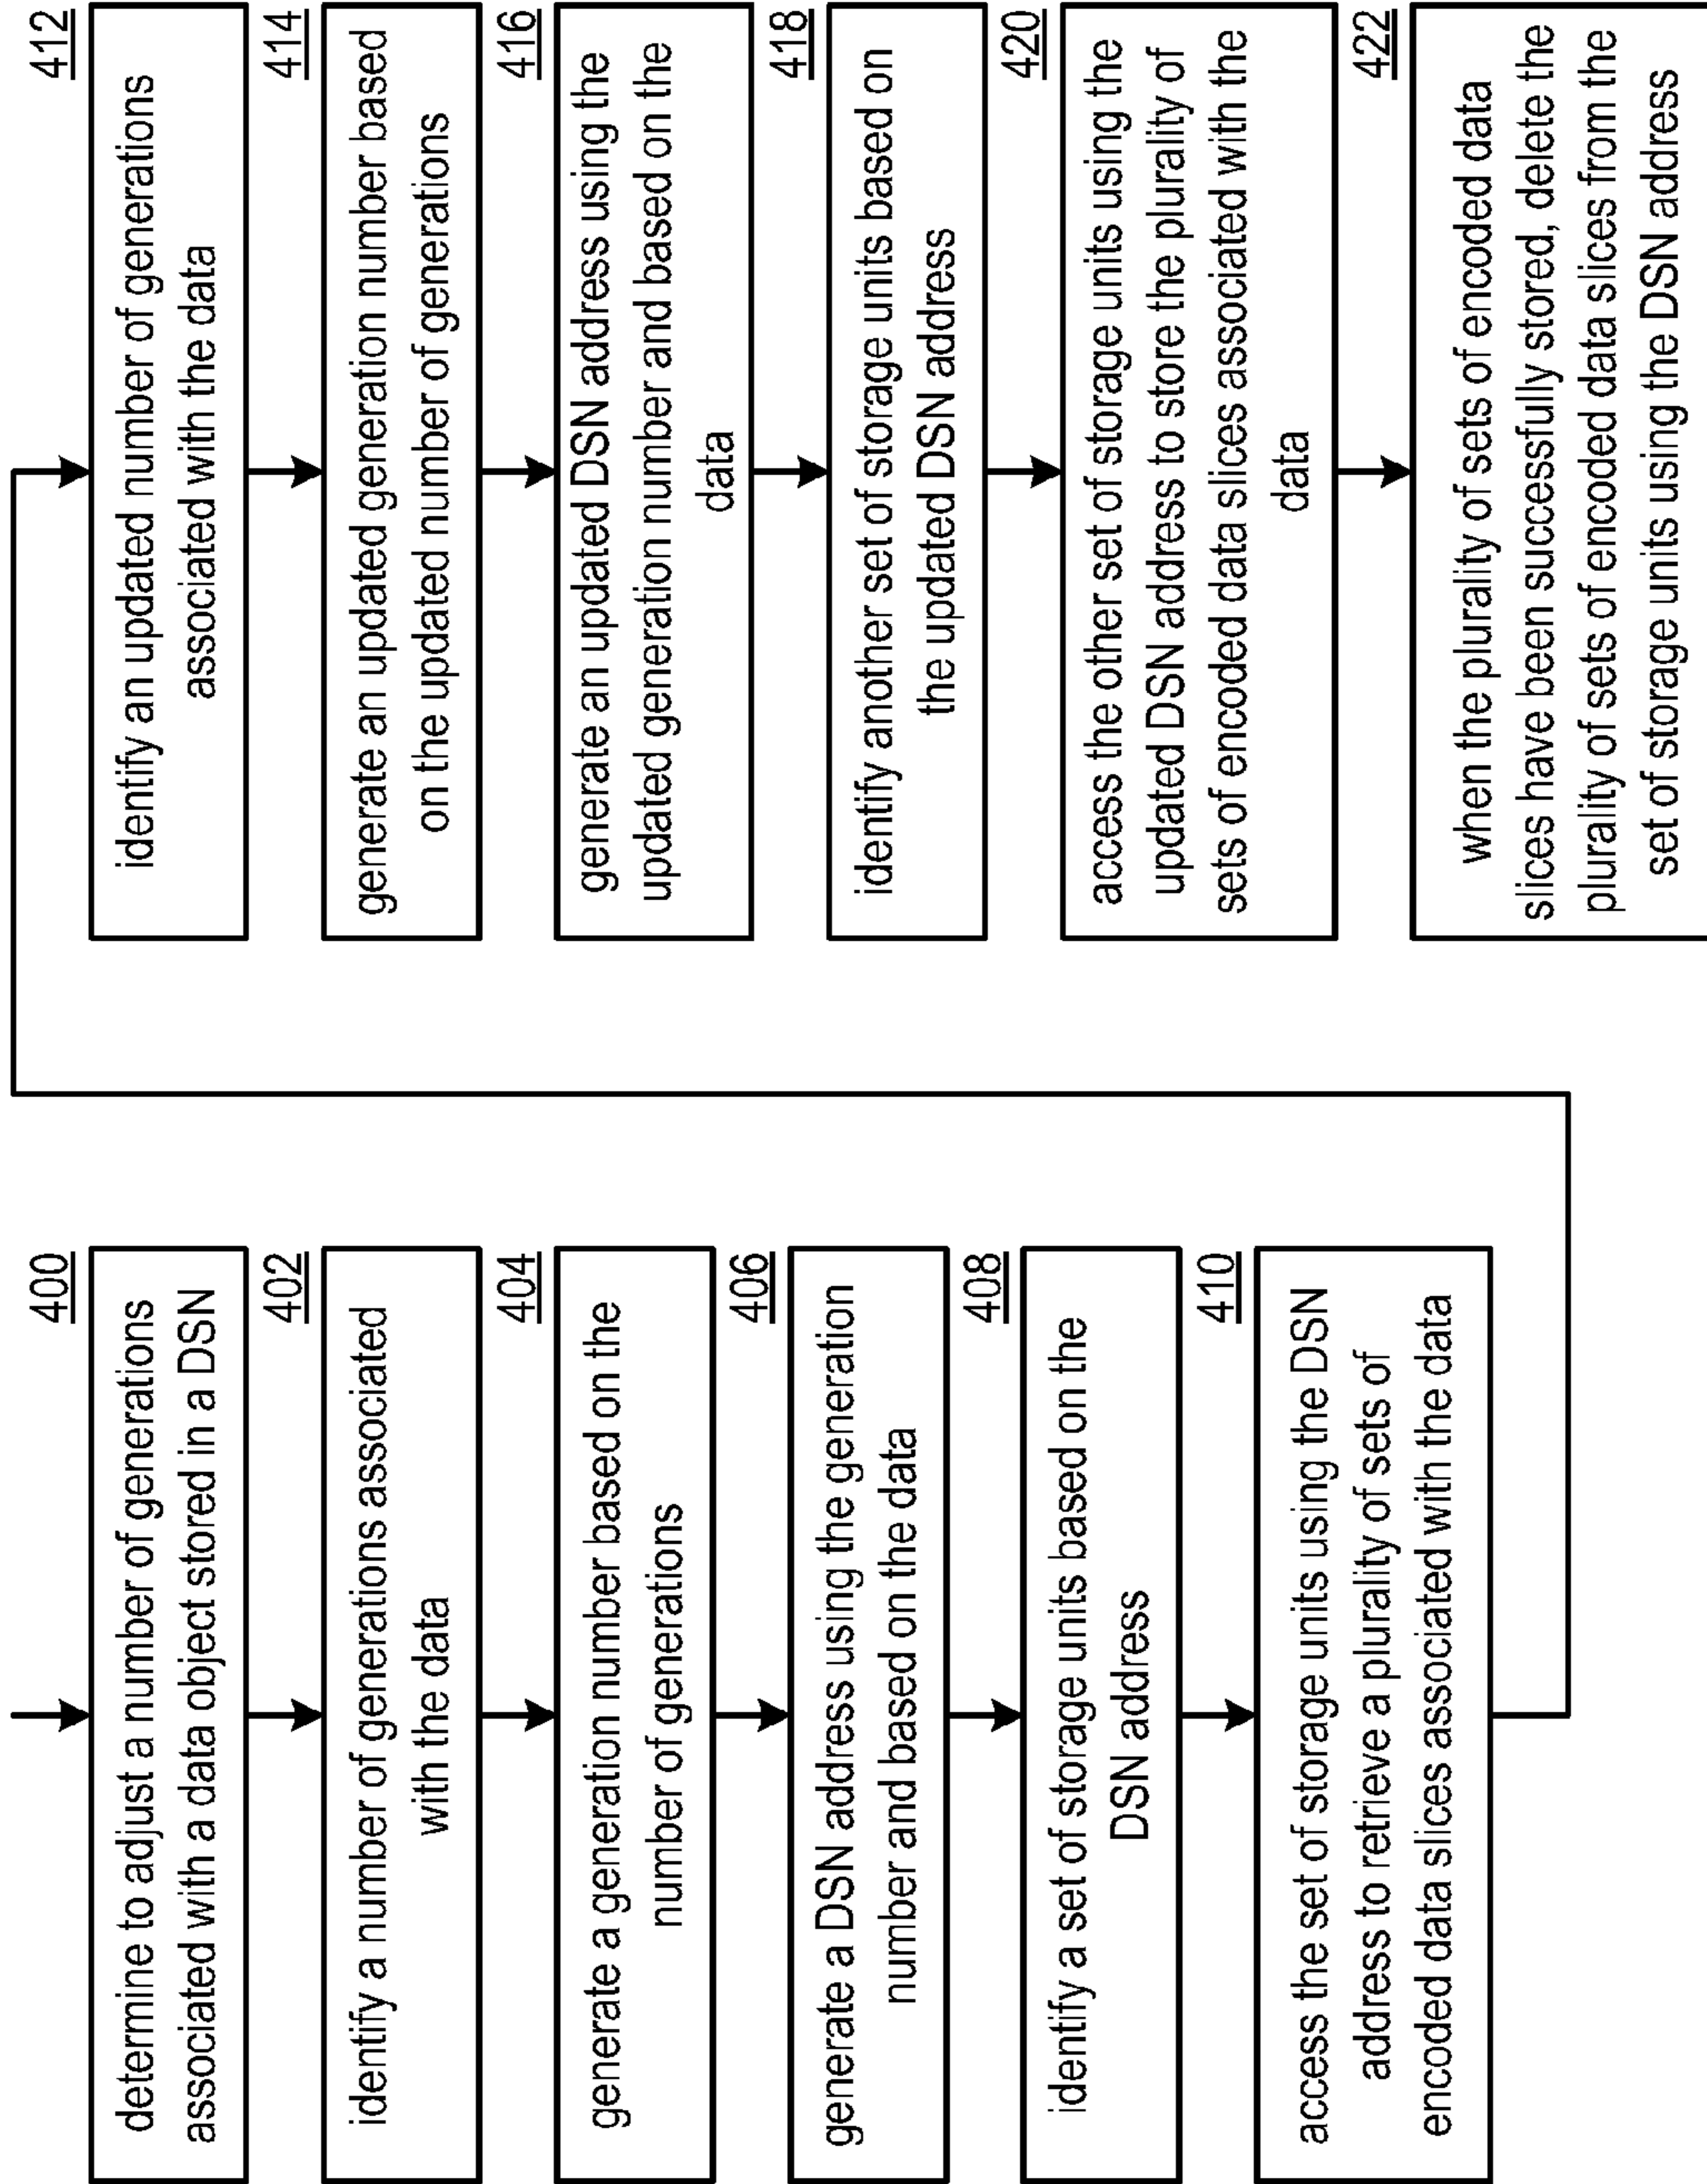 400
determine to adjust a number of generations
associated with a data object stored in a DSN
402
identify a number of generations associated
with the data
404
generate a generation number based on the
number of generations
406
generate a DSN address using the generation
number and based on the data
408
identify a set of storage units based on the
DSN address
410
access the set of storage units using the DSN
address to retrieve a plurality of sets of
encoded data slices associated with the data
412
identify an updated number of generations
associated with the data
414
generate an updated generation number based
on the updated number of generations
416
generate an updated DSN address using the
updated generation number and based on the
data
418
identify another set of storage units based on
the updated DSN address
420
access the other set of storage units using the
updated DSN address to store the plurality of
sets of encoded data slices associated with the
data
422
when the plurality of sets of encoded data
slices have been successfully stored, delete the
plurality of sets of encoded data slices from the
set of storage units using the DSN address